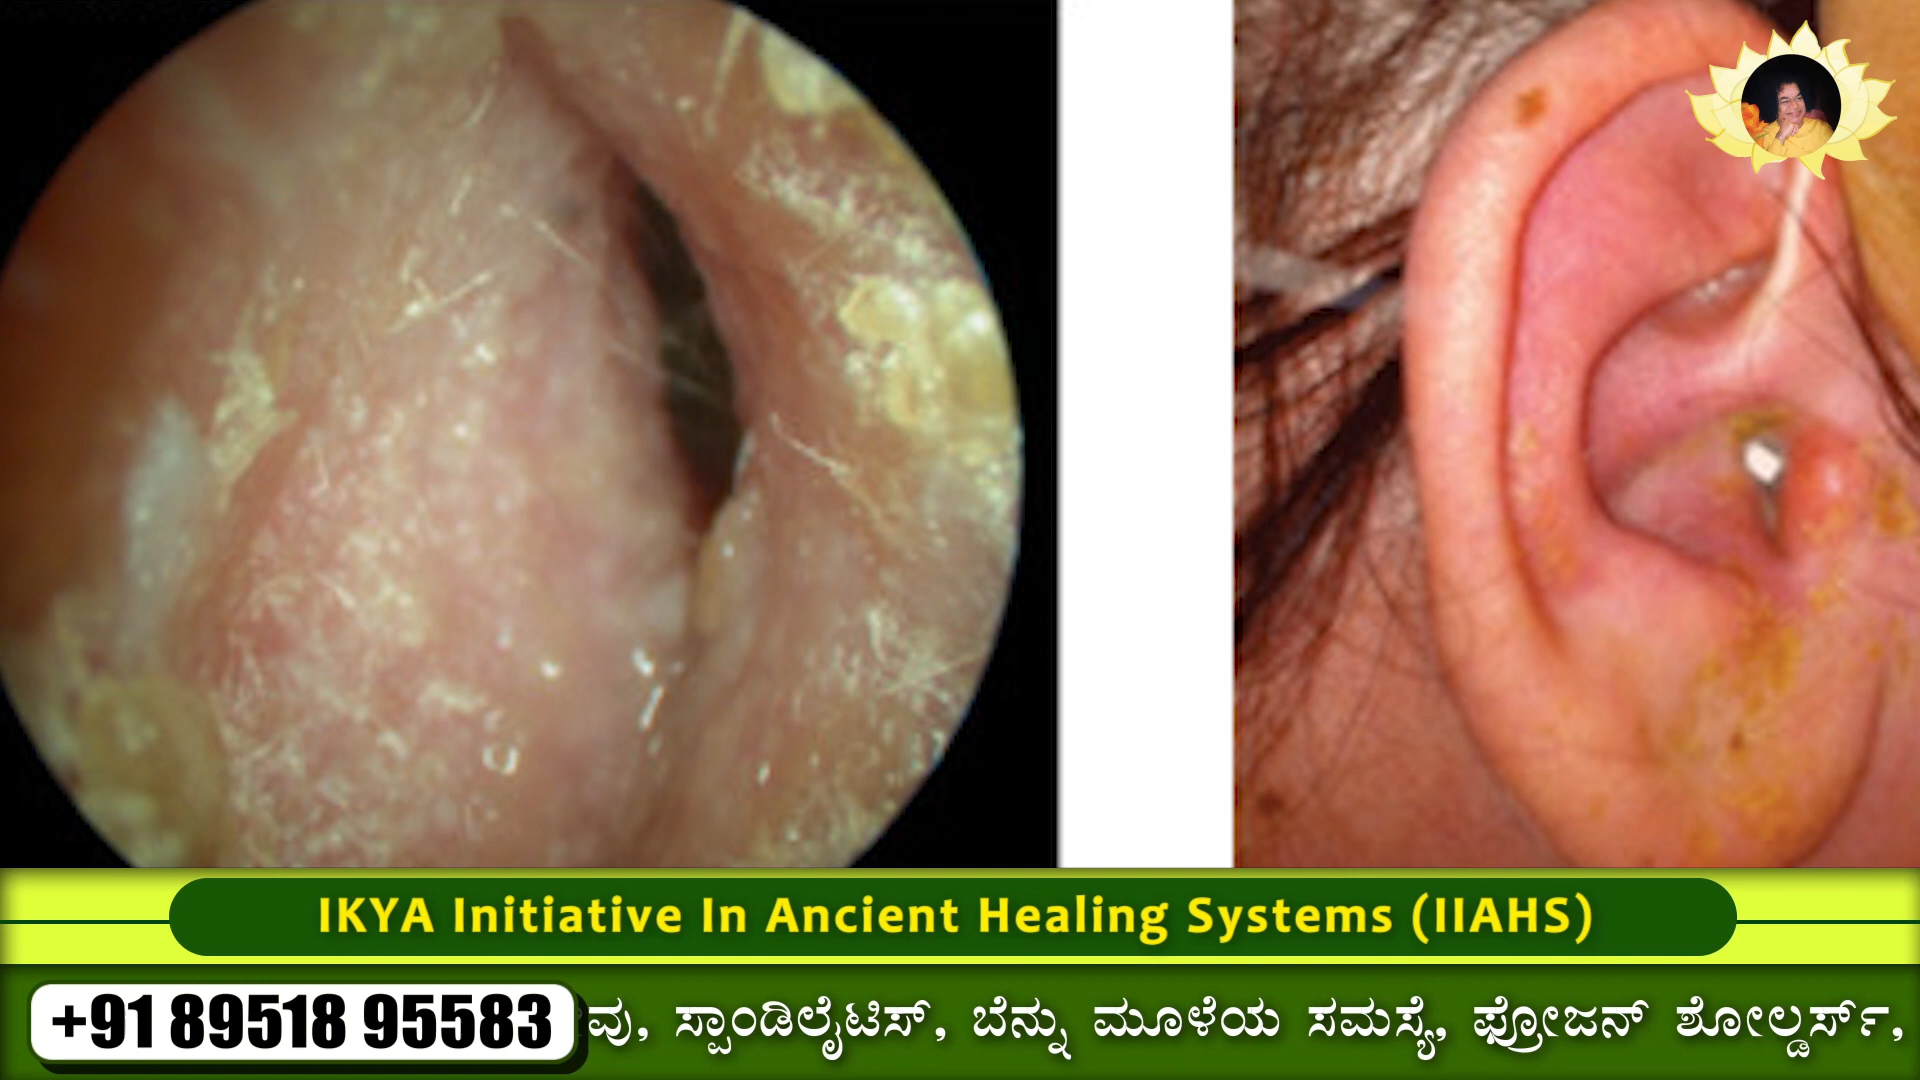 IKYA Initiative In Ancient Healing Systems (IIAHS)
+91 89518 95583 ಸ್ಪಾಂಡಿಲೈಟಿಸ್, ಬೆನ್ನು ಮೂಳೆಯ ಸಮಸ್ಯೆ, ಫ್ರೋಜನ್ ಶೋಲ್ಡರ್ಸ್,